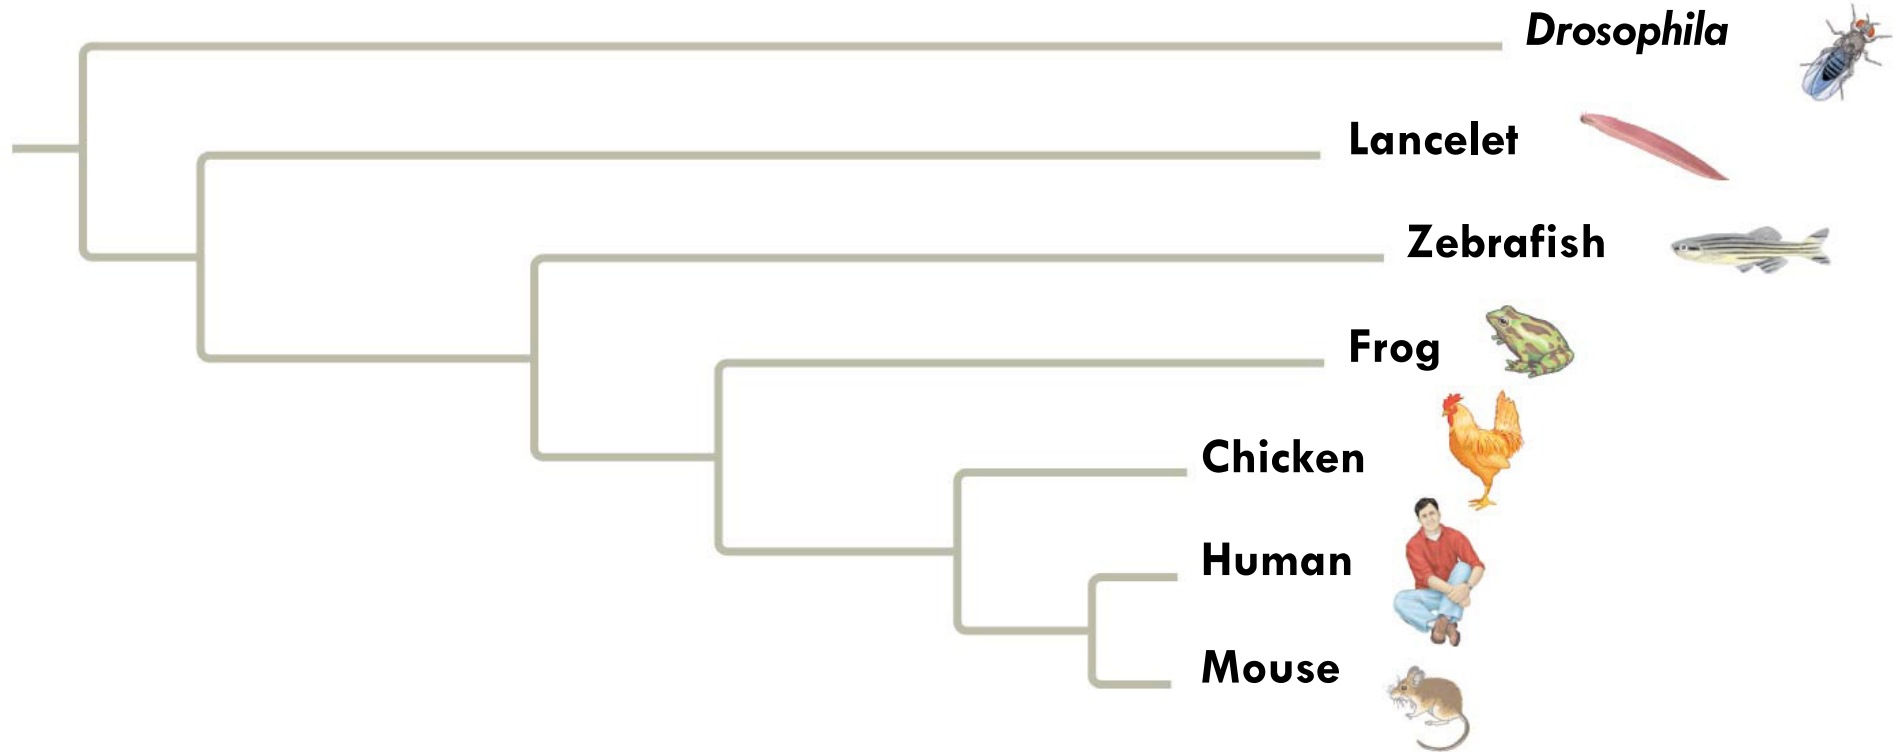 Drosophila
Lancelet
Zebrafish
Frog
Chicken
Human
Mouse